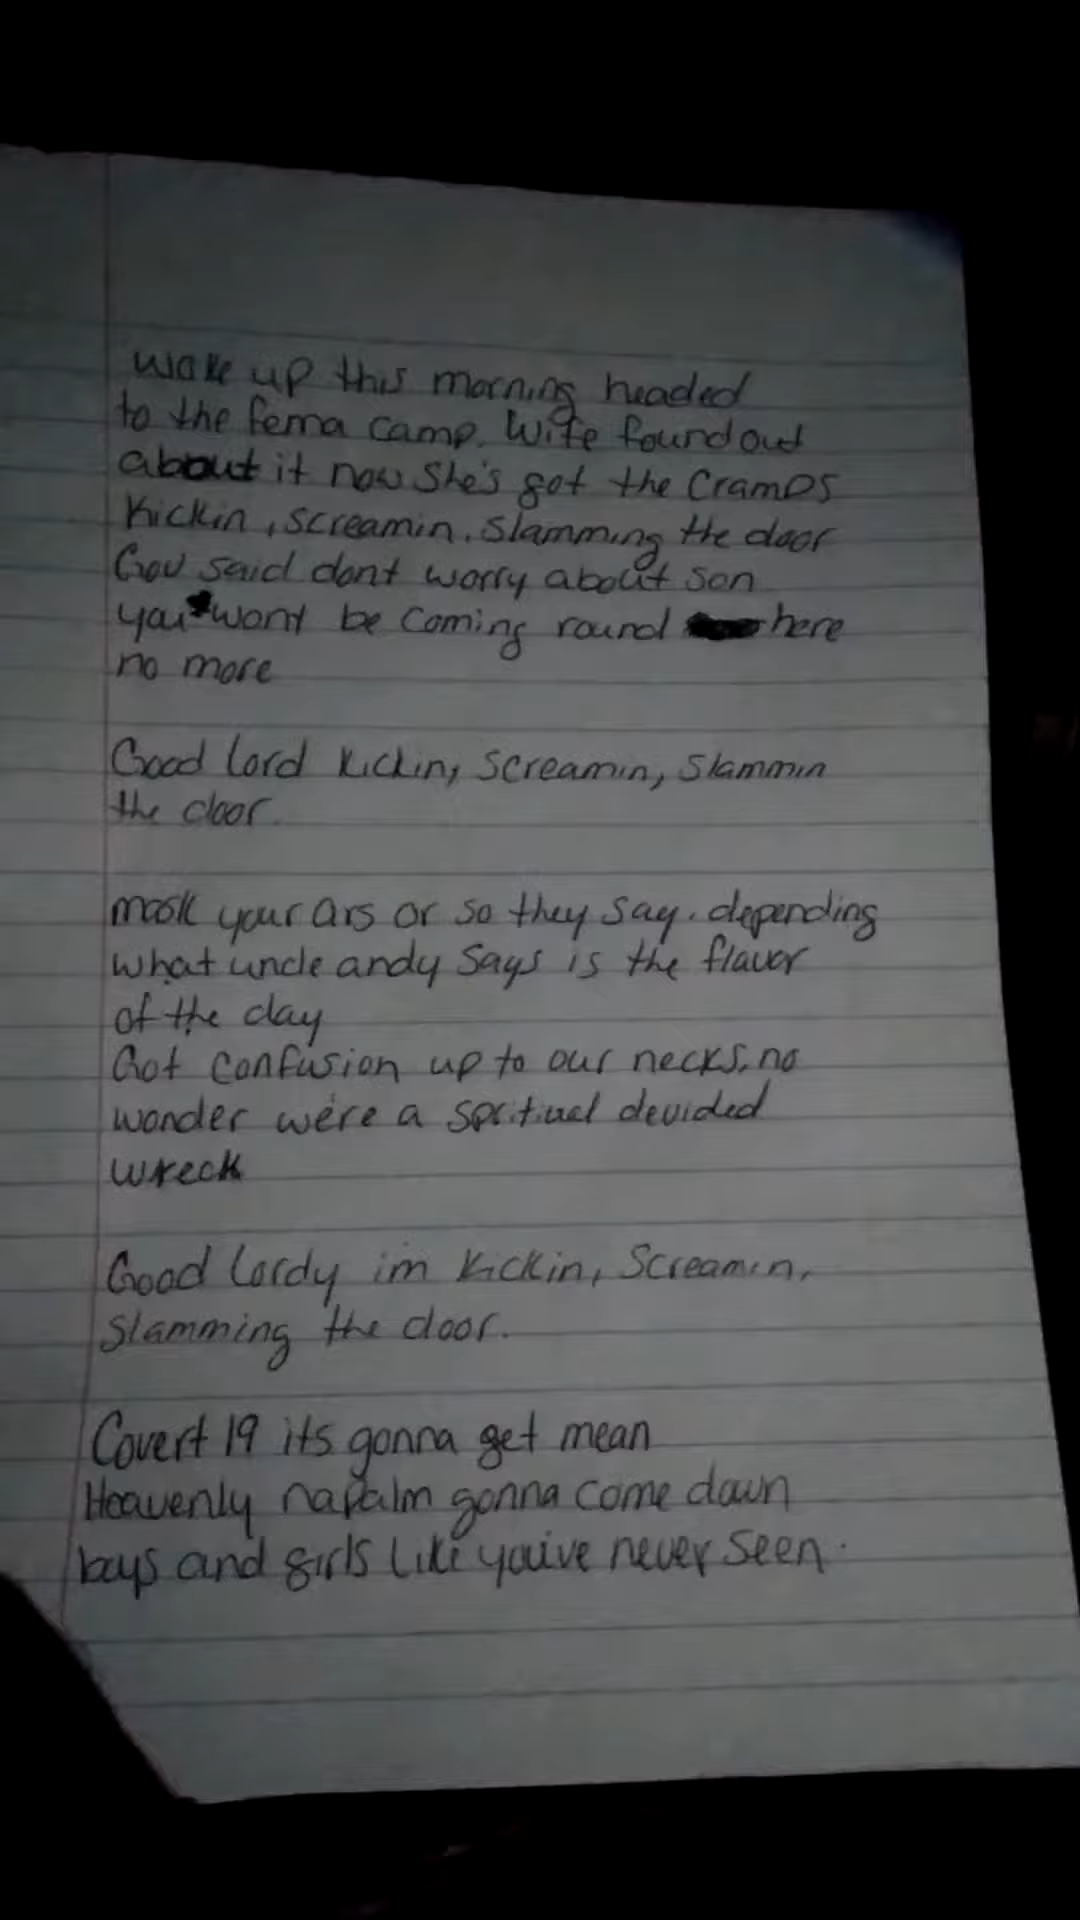 wake up this morning headed
to the fema camp. Wife found out
about it now She's got the Cramps
Kickin, screamin, slamming the door
Gov said dont worry about son
you wont be coming round here
no more
Good Lord Kickin, Screamin, Slammin
the door.
mask your ars or so they say. depending
what uncle andy Says is the flavor
of the day
Got confusion up to our necks, no
wonder we're a spritual devided
wreck
Good Lordy im Kickin, Screamin,
Slamming the door.
Covert 19 its gonna get mean
Heavenly napalm gonna come down
boys and girls Like you've never seen.